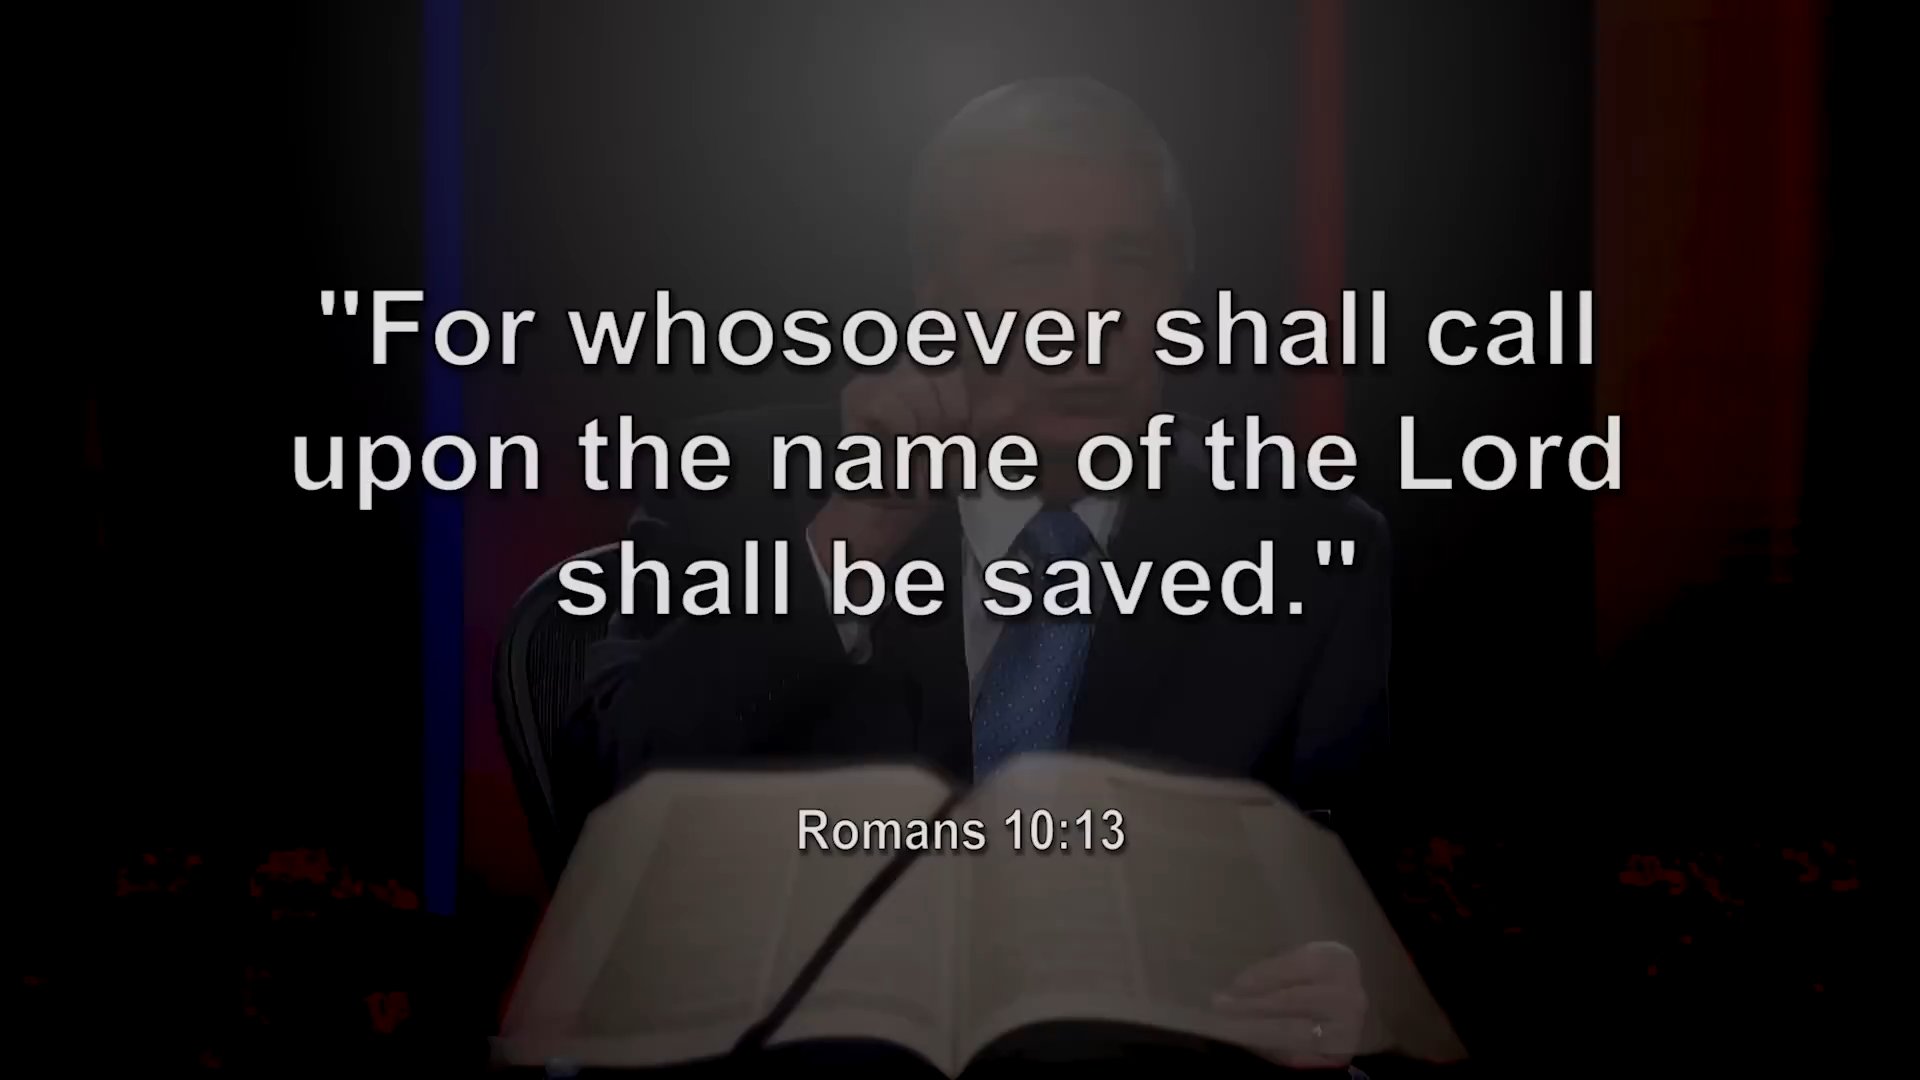 "For whosoever shall call
upon the name of the Lord
shall be saved."
Romans 10:13